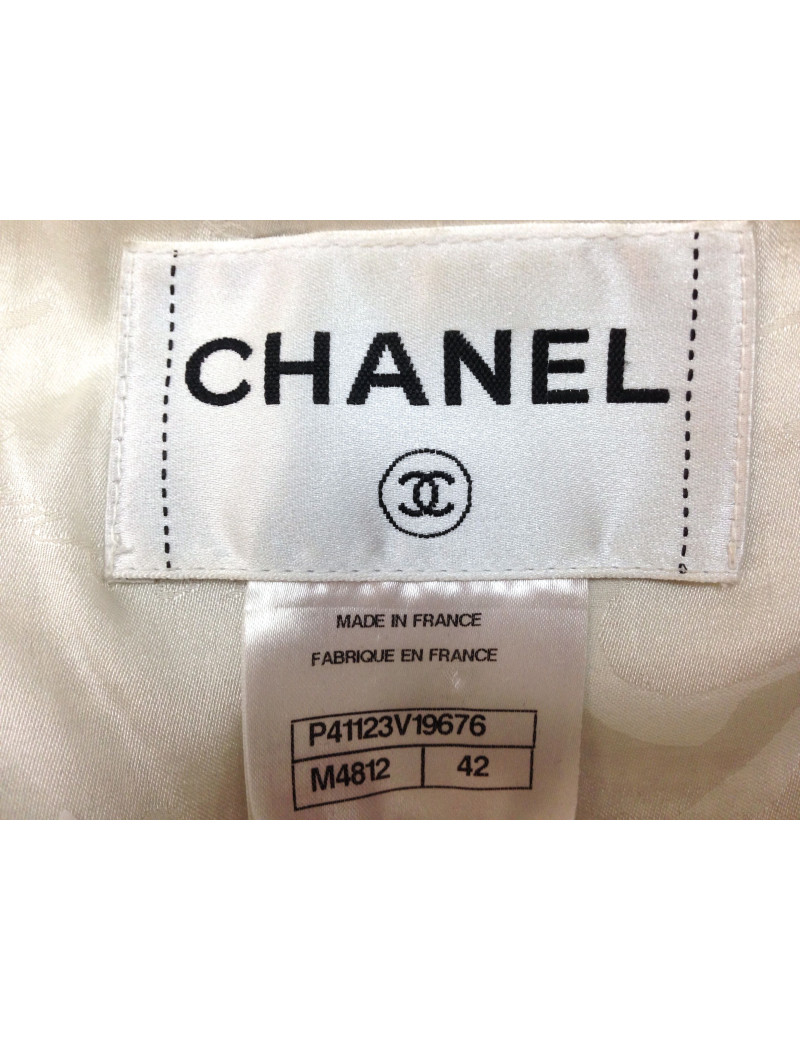 CHANEL
MADE IN FRANCE
FABRIQUE EN FRANCE
P41123V19676
M4812 42